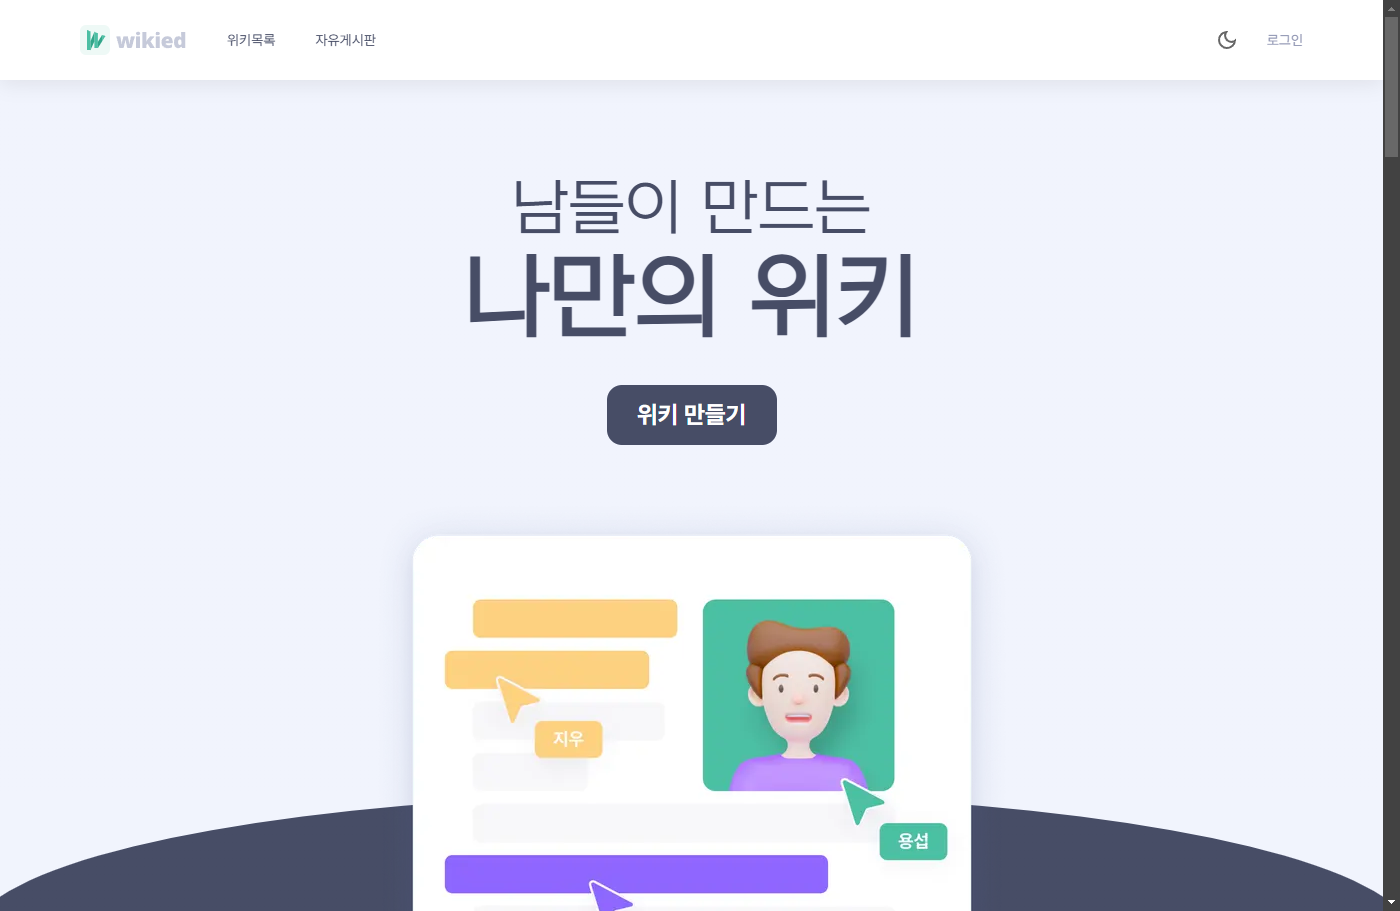 wikied
위키목록
자유게시판
로그인
남들이 만드는
나만의 위키
위키 만들기
지우
용섭